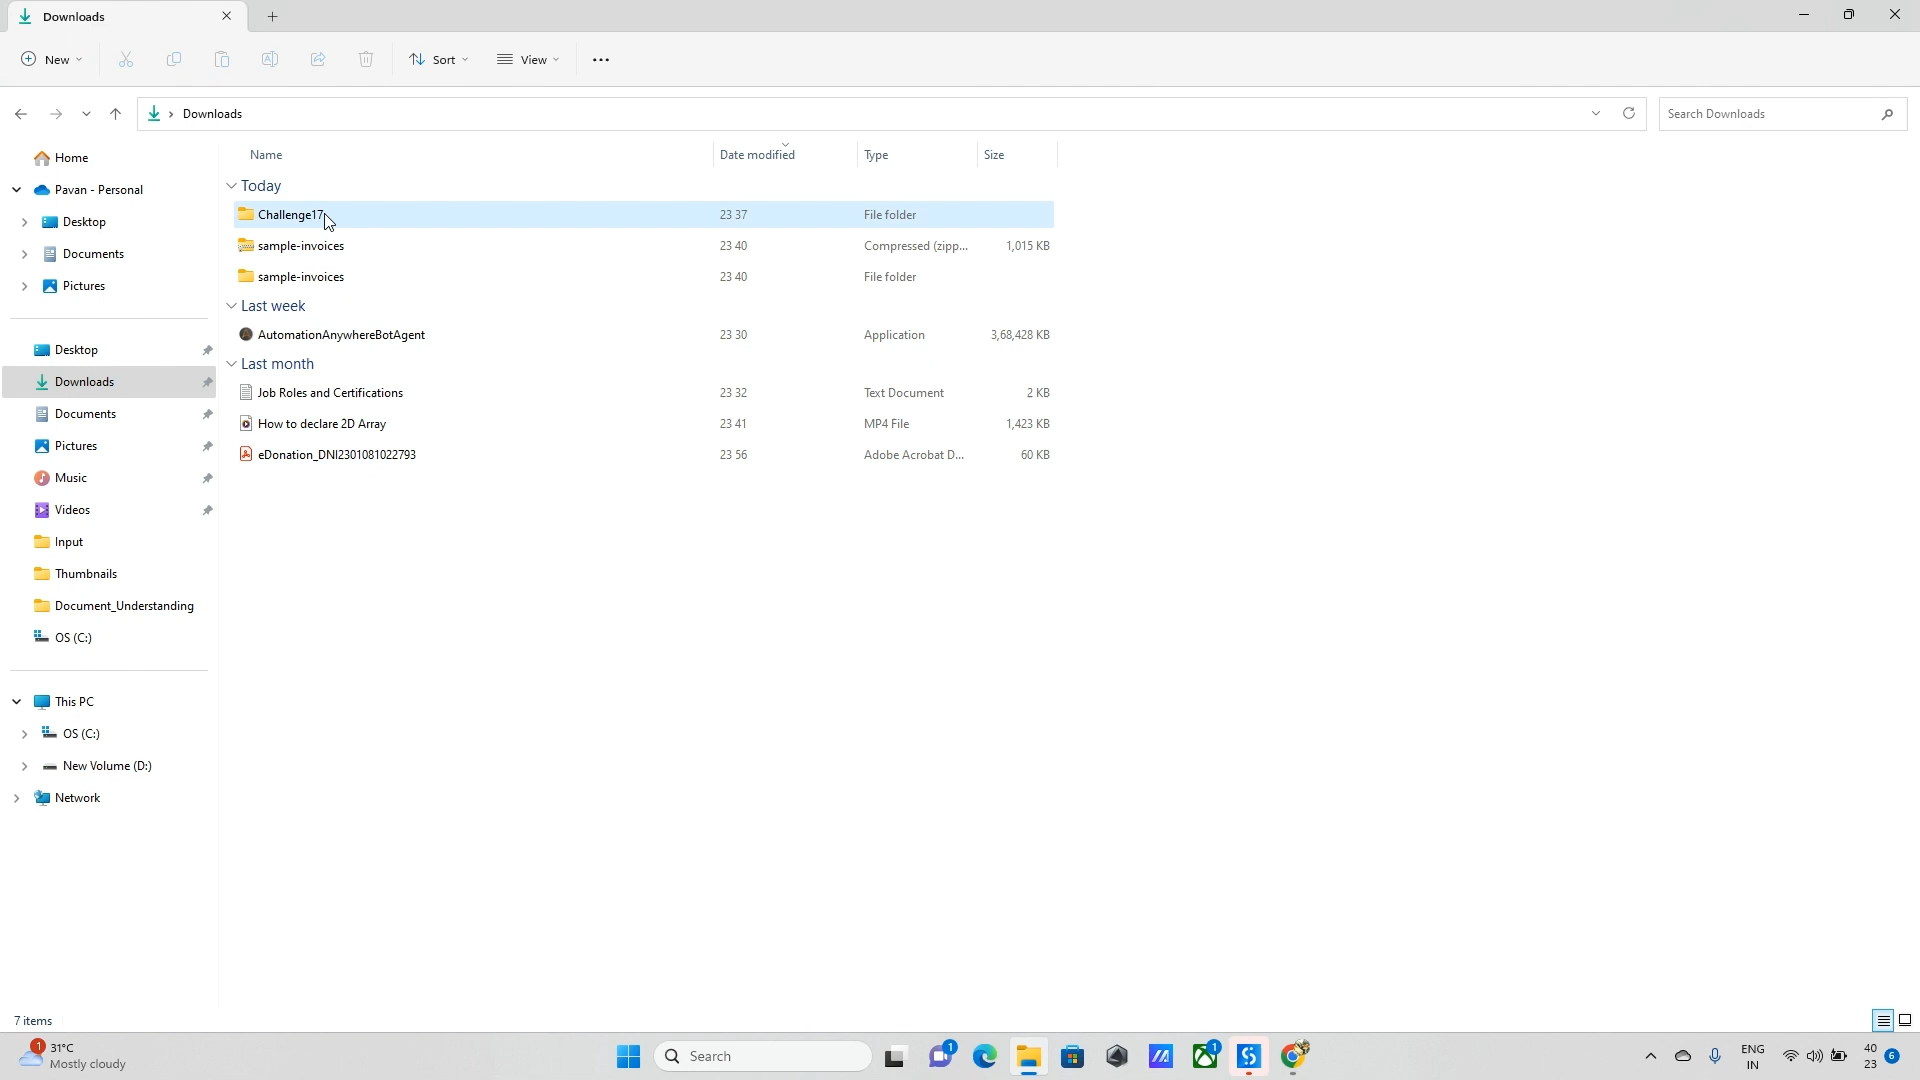 Downloads
New Sort View
Downloads Search Downloads
Name Date modified Type Size
Today
Challenge17 23 37 File folder
sample-invoices 23 40 Compressed (zipp... 1,015 KB
sample-invoices 23 40 File folder
Last week
AutomationAnywhereBotAgent 23 30 Application 3,68,428 KB
Last month
Job Roles and Certifications 23 32 Text Document 2 KB
How to declare 2D Array 23 41 MP4 File 1,423 KB
eDonation_DNI2301081022793 23 56 Adobe Acrobat D... 60 KB
Home
Pavan - Personal
Desktop
Documents
Pictures
Desktop
Downloads
Documents
Pictures
Music
Videos
Input
Thumbnails
Document_Understanding
OS (C:)
This PC
OS (C:)
New Volume (D:)
Network
7 items
1 31°C
Mostly cloudy
Search
1
1
ENG
IN
40
23
6